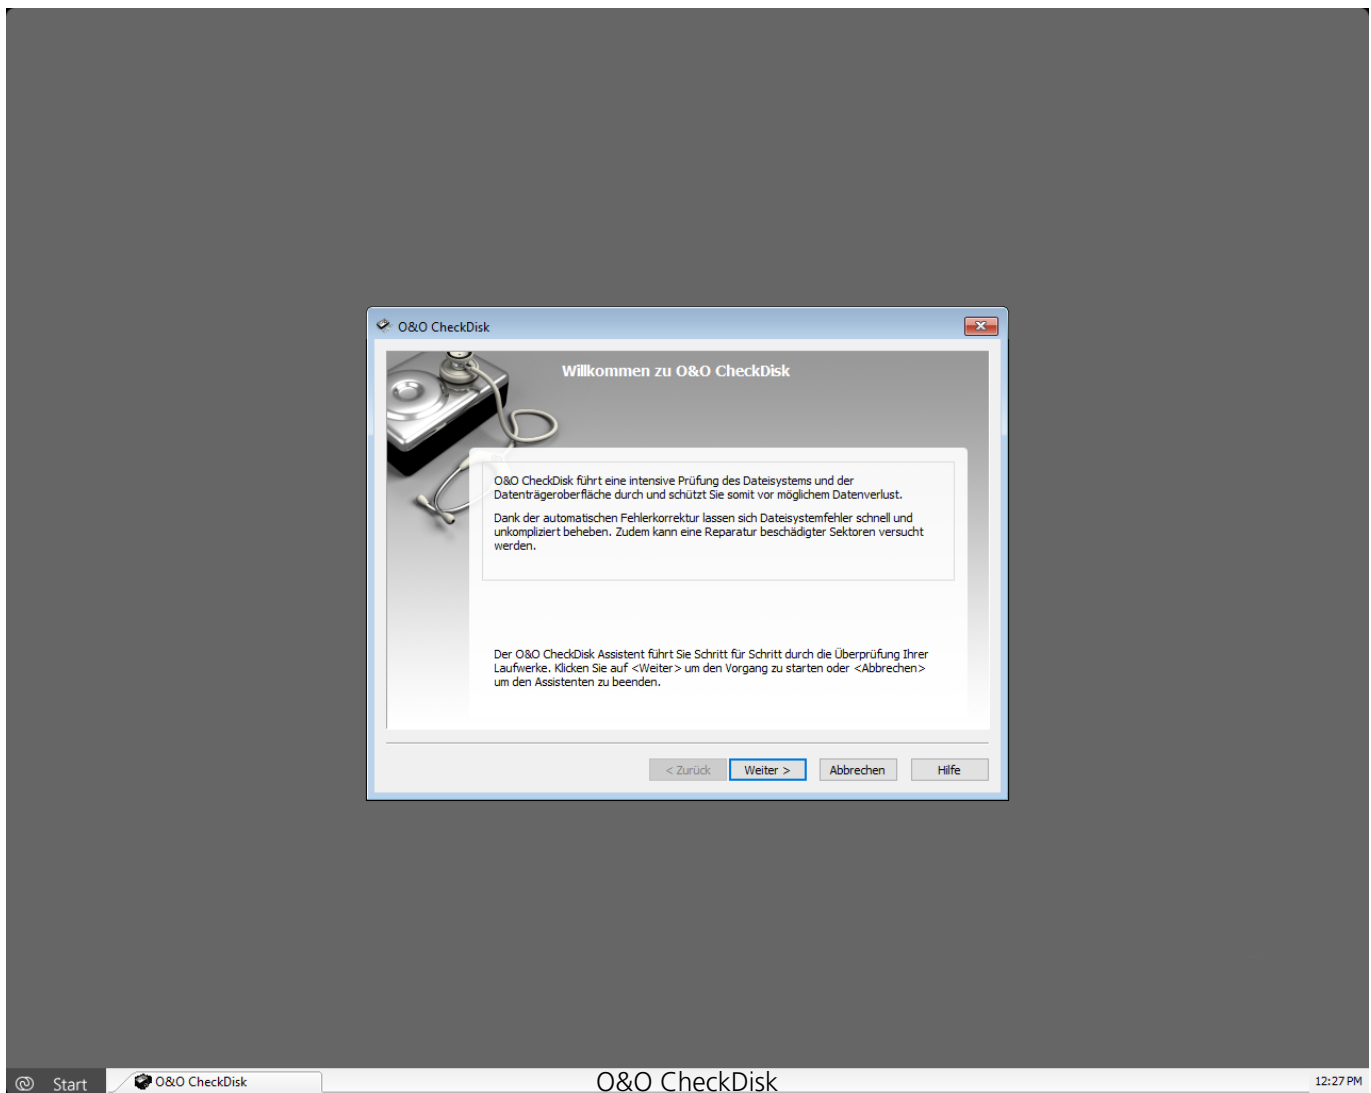 O&O CheckDisk
Willkommen zu O&O CheckDisk
O&O CheckDisk führt eine intensive Prüfung des Dateisystems und der
Datenträgeroberfläche durch und schützt Sie somit vor möglichem Datenverlust.
Dank der automatischen Fehlerkorrektur lassen sich Dateisystemfehler schnell und
unkompliziert beheben. Zudem kann eine Reparatur beschädigter Sektoren versucht
werden.
Der O&O CheckDisk Assistent führt Sie Schritt für Schritt durch die Überprüfung Ihrer
Laufwerke. Klicken Sie auf <Weiter> um den Vorgang zu starten oder <Abbrechen>
um den Assistenten zu beenden.
< Zurück Weiter > Abbrechen Hilfe
Start O&O CheckDisk O&O CheckDisk 12:27 PM